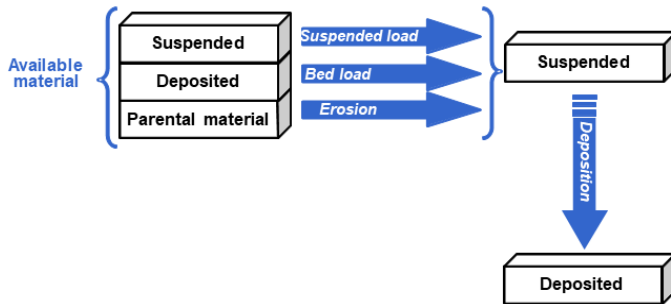 Suspended
Suspended load
Suspended
Available
material
Deposited
Bed load
Parental material
Erosion
Deposition
Deposited